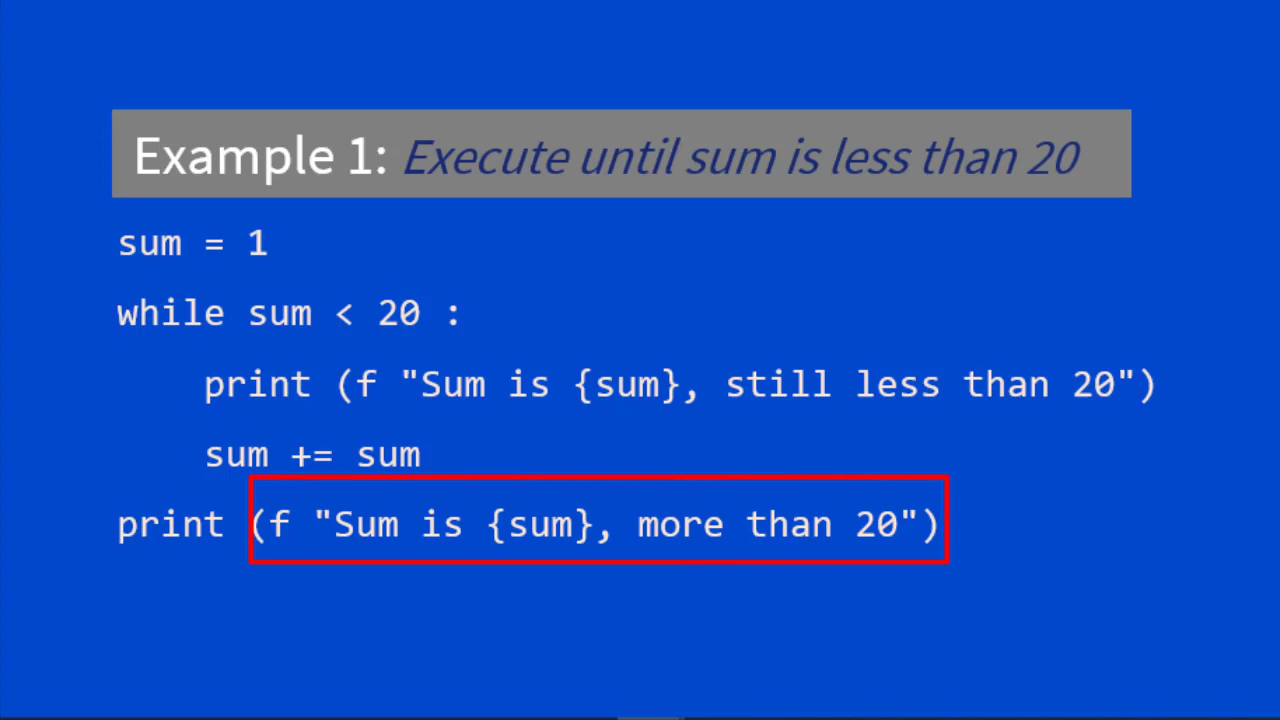 Example 1: Execute until sum is less than 20
sum = 1
while sum < 20 :
    print (f "Sum is {sum}, still less than 20")
    sum += sum
print (f "Sum is {sum}, more than 20")